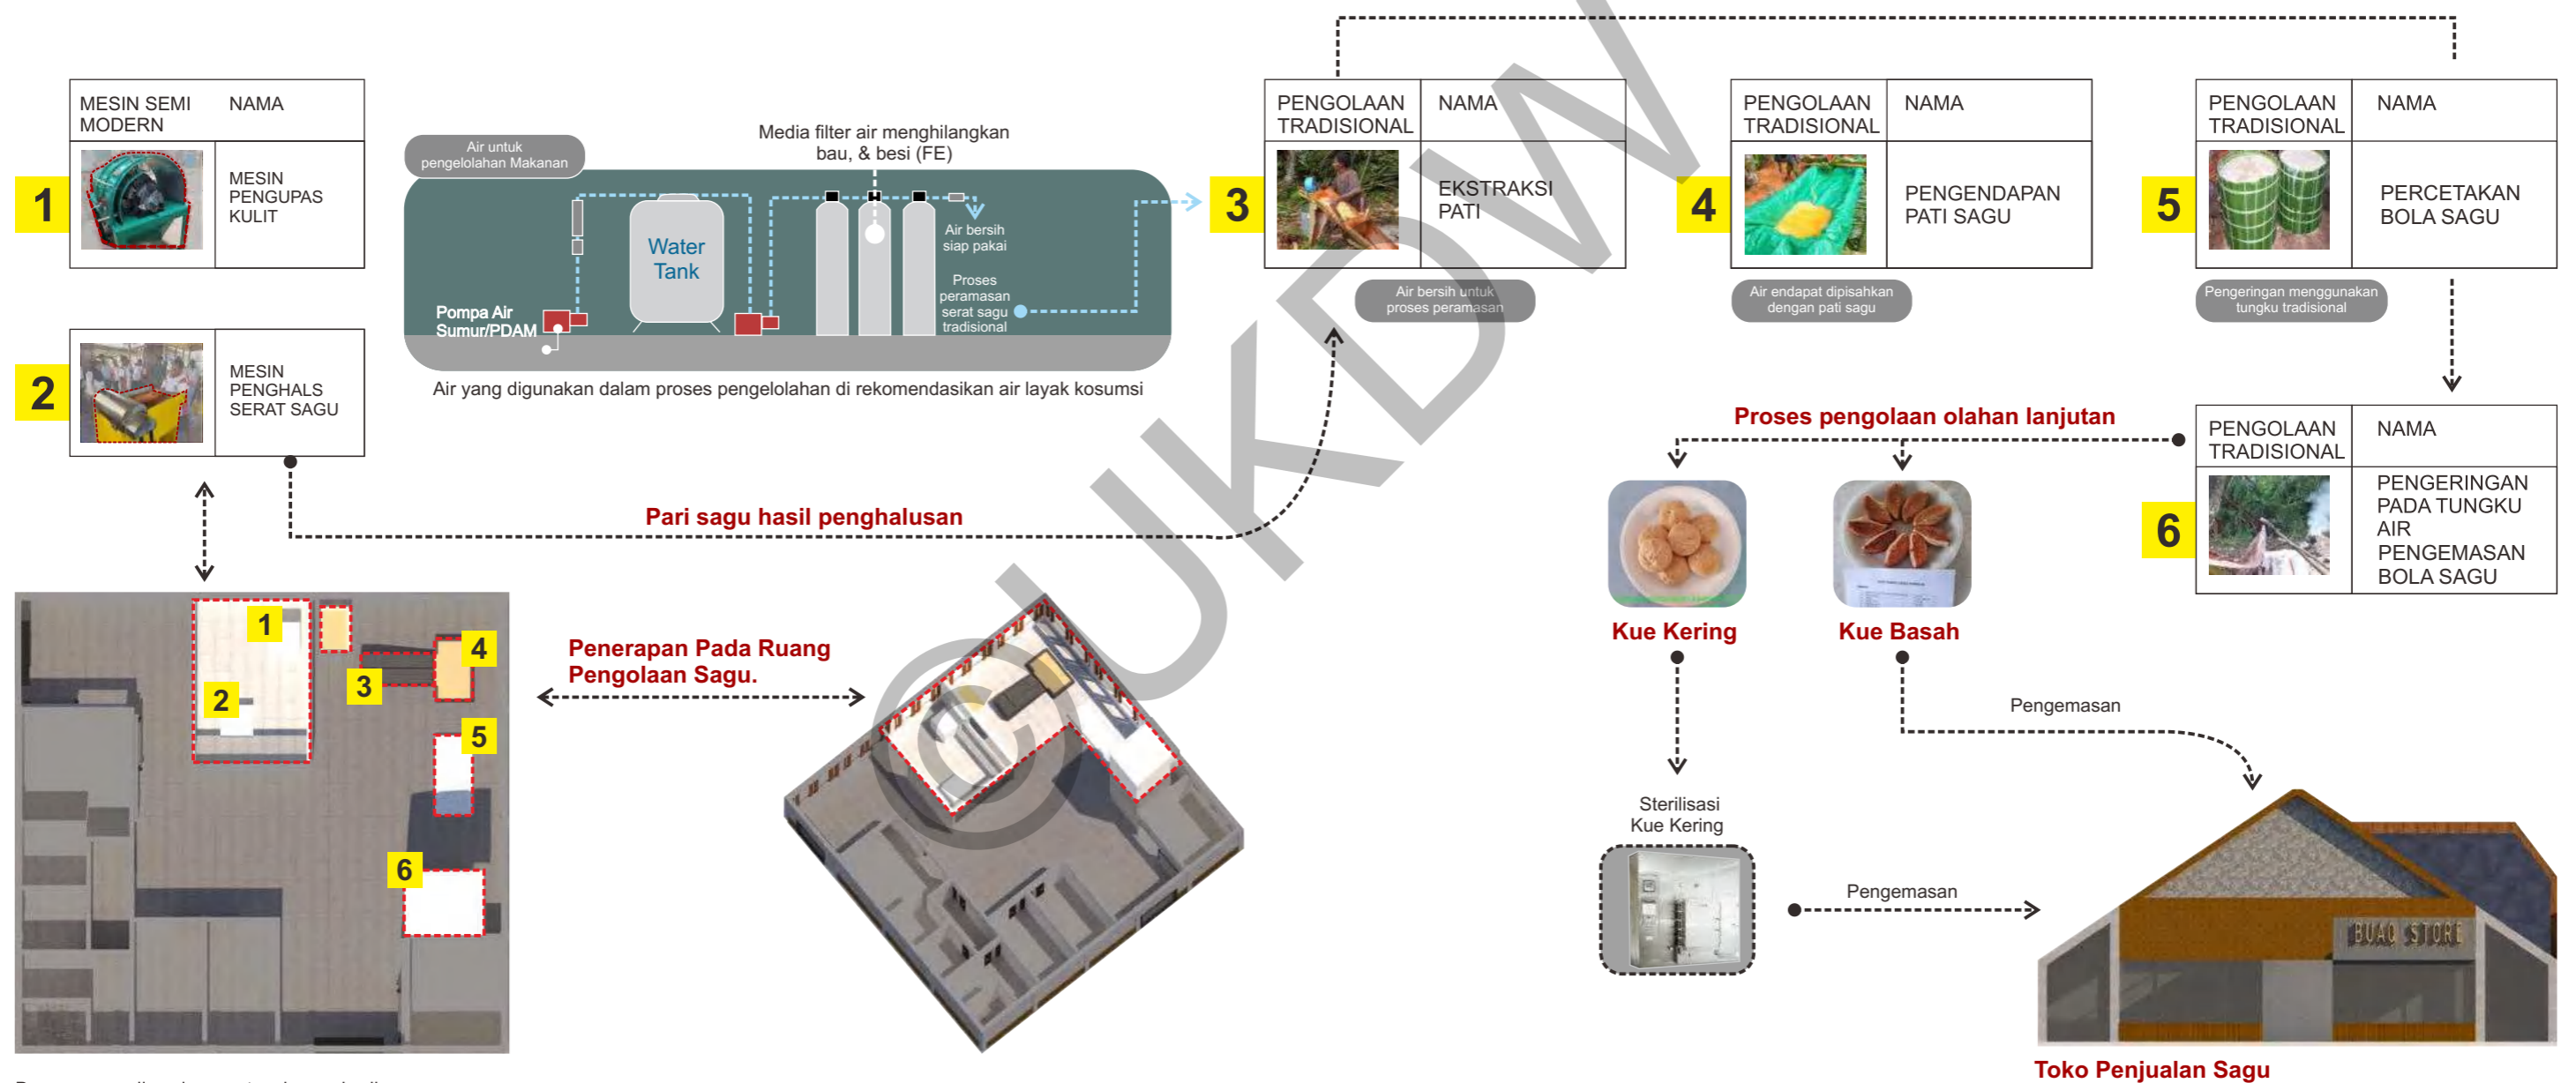 MESIN SEMI
MODERN
NAMA
1
MESIN
PENGUPAS
KULIT
2
MESIN
PENGHALS
SERAT SAGU
Air untuk
pengelolahan Makanan
Media filter air menghilangkan
bau, & besi (FE)
Water
Tank
Air bersih
siap pakai
Proses
peramasan
serat sagu
tradisional
Pompa Air
Sumur/PDAM
Air yang digunakan dalam proses pengelolahan di rekomendasikan air layak kosumsi
3
PENGOLAAN
TRADISIONAL
NAMA
EKSTRAKSI
PATI
Air bersih untuk
proses peramasan
4
PENGOLAAN
TRADISIONAL
NAMA
PENGENDAPAN
PATI SAGU
Air endapat dipisahkan
dengan pati sagu
5
PENGOLAAN
TRADISIONAL
NAMA
PERCETAKAN
BOLA SAGU
Pengeringan menggunakan
tungku tradisional
6
PENGOLAAN
TRADISIONAL
NAMA
PENGERINGAN
PADA TUNGKU
AIR
PENGEMASAN
BOLA SAGU
Proses pengolaan olahan lanjutan
Pari sagu hasil penghalusan
Kue Kering
Kue Basah
1
2
3
4
5
6
Penerapan Pada Ruang
Pengolaan Sagu.
Pengemasan
Sterilisasi
Kue Kering
Pengemasan
BUAQ STORE
Toko Penjualan Sagu
©UKDW